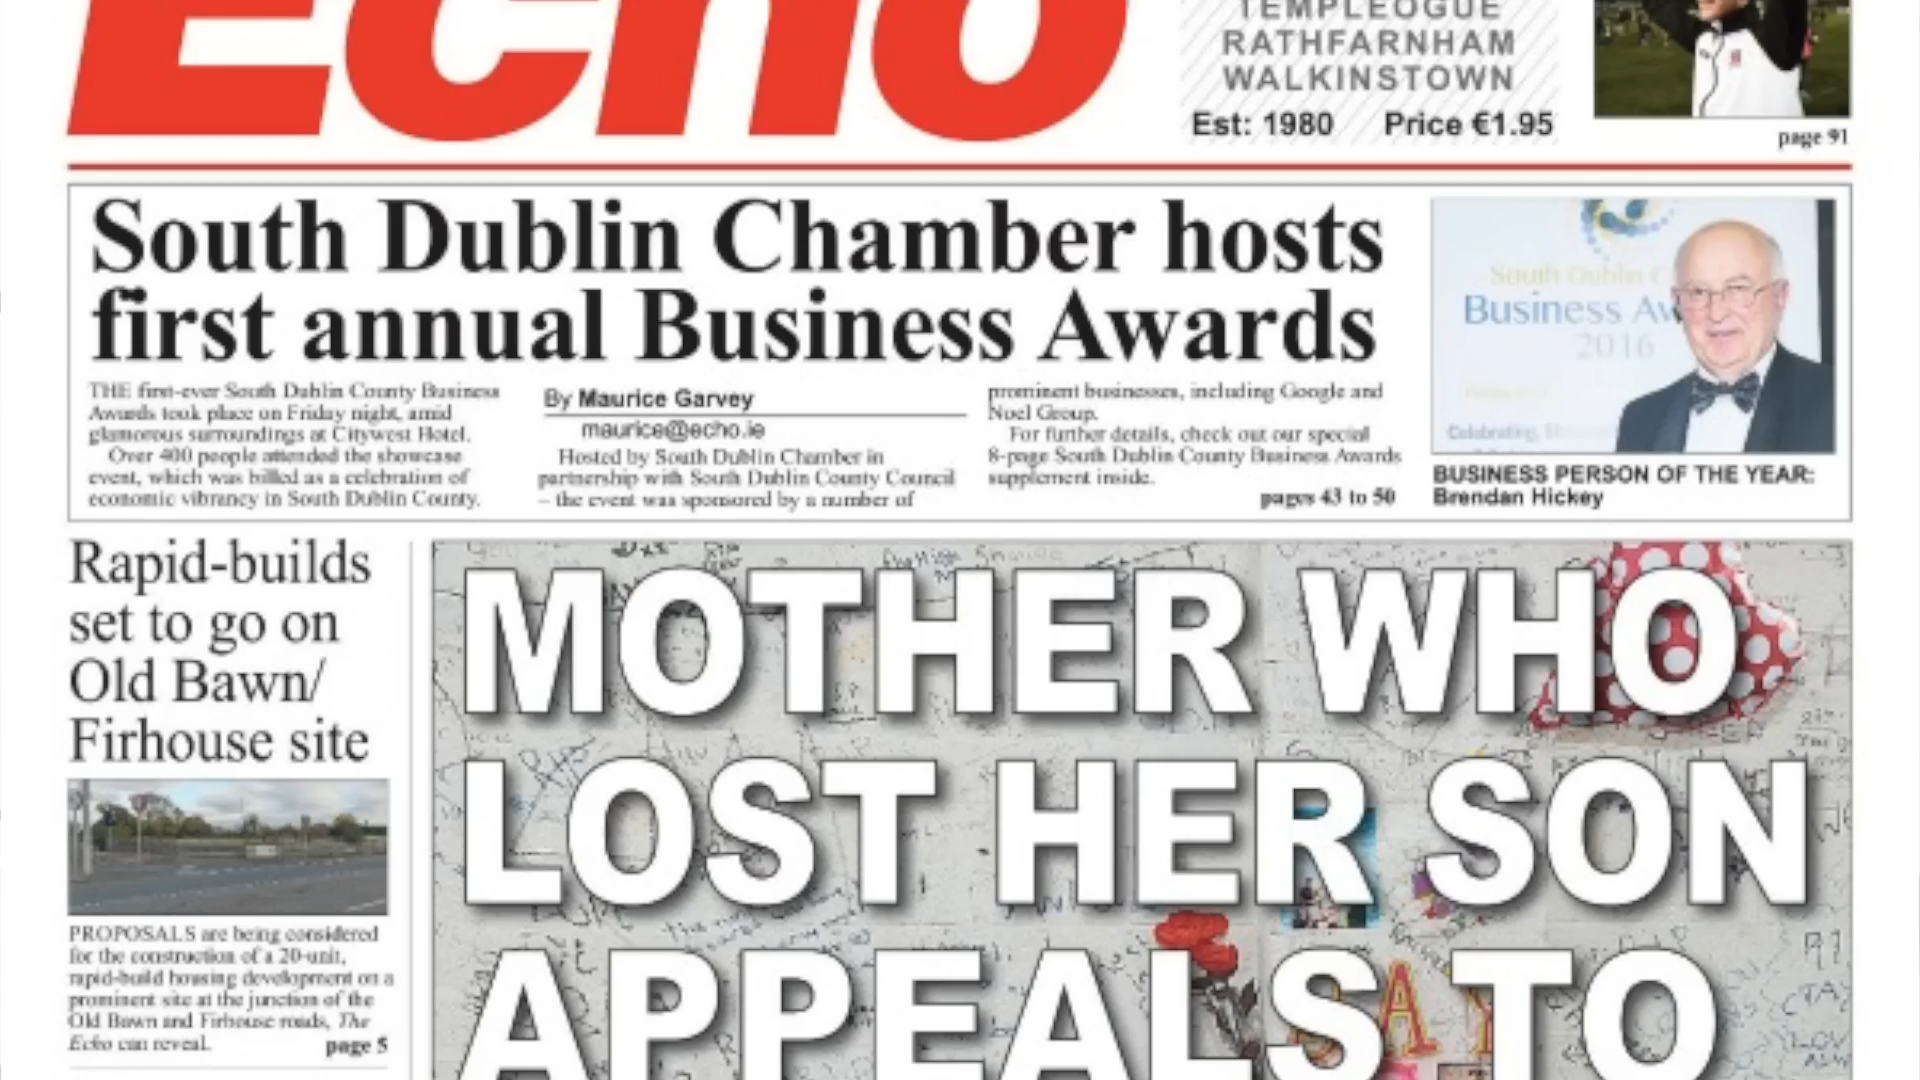 Echo
TEMPLEOGUE
RATHFARNHAM
WALKINSTOWN
Est: 1980 Price €1.95
page 91
South Dublin Chamber hosts
first annual Business Awards
THE first-ever South Dublin County Business
Awards took place on Friday night, amid
glamorous surroundings at Citywest Hotel.
Over 400 people attended the showcase
event, which was billed as a celebration of
economic vibrancy in South Dublin County.
By Maurice Garvey
maurice@echo.ie
Hosted by South Dublin Chamber in
partnership with South Dublin County Council
– the event was sponsored by a number of
prominent businesses, including Google and
Noel Group.
For further details, check out our special
8-page South Dublin County Business Awards
supplement inside.
pages 43 to 50
South Dublin C
Business Aw
2016
Celebrating,
BUSINESS PERSON OF THE YEAR:
Brendan Hickey
Rapid-builds
set to go on
Old Bawn/
Firhouse site
PROPOSALS are being considered
for the construction of a 20-unit,
rapid-build housing development on a
prominent site at the junction of the
Old Bawn and Firhouse roads, The
Echo can reveal.
page 5
MOTHER WHO
LOST HER SON
APPEALS TO